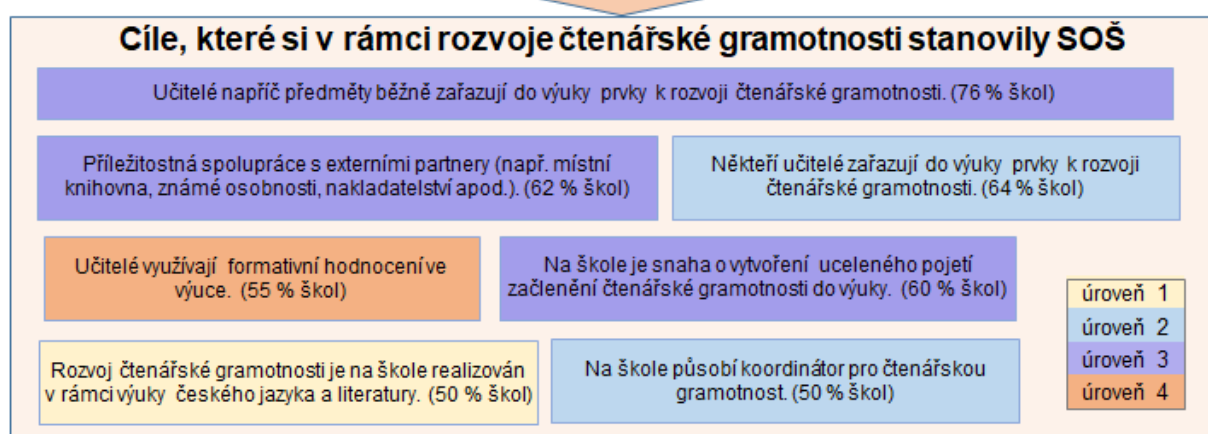 Cíle, které si v rámci rozvoje čtenářské gramotnosti stanovily SOŠ
Učitelé napříč předměty běžně zařazují do výuky prvky k rozvoji čtenářské gramotnosti. (76 % škol)
Příležitostná spolupráce s externími partnery (např. místní
knihovna, známé osobnosti, nakladatelství apod.). (62 % škol)
Někteří učitelé zařazují do výuky prvky k rozvoji
čtenářské gramotnosti. (64 % škol)
Učitelé využívají formativní hodnocení ve
výuce. (55 % škol)
Na škole je snaha o vytvoření uceleného pojetí
začlenění čtenářské gramotnosti do výuky. (60 % škol)
Rozvoj čtenářské gramotnosti je na škole realizován
v rámci výuky českého jazyka a literatury. (50 % škol)
Na škole působí koordinátor pro čtenářskou
gramotnost. (50 % škol)
úroveň 1
úroveň 2
úroveň 3
úroveň 4